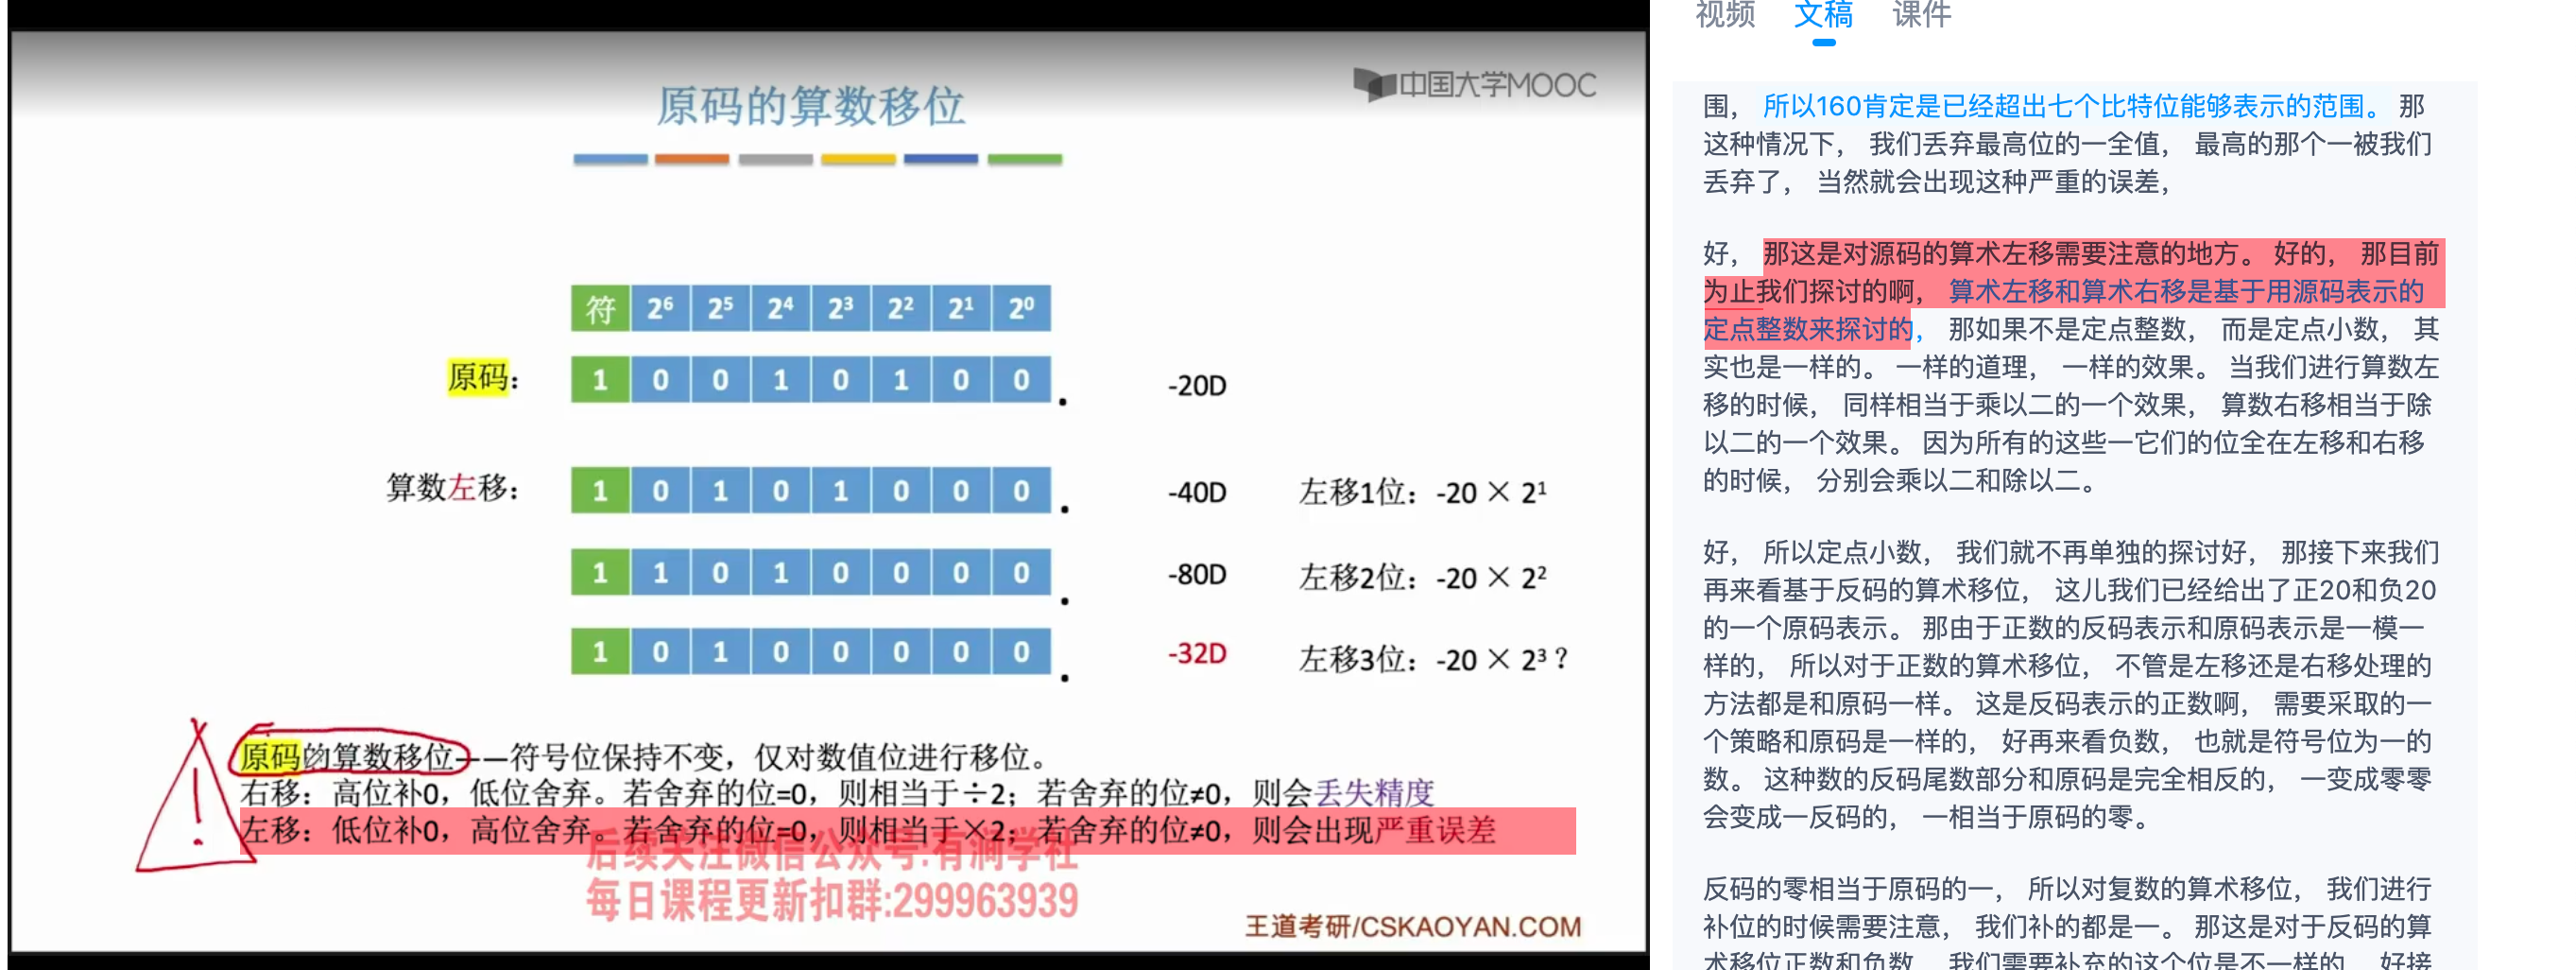 中国大学MOOC
原码的算数移位
符 2⁶ 2⁵ 2⁴ 2³ 2² 2¹ 2⁰
原码： 1 0 0 1 0 1 0 0 . -20D
算数左移： 1 0 1 0 1 0 0 0 . -40D 左移1位：-20 × 2¹
1 1 0 1 0 0 0 0 . -80D 左移2位：-20 × 2²
1 0 1 0 0 0 0 0 . -32D 左移3位：-20 × 2³ ?
原码的算数移位——符号位保持不变，仅对数值位进行移位。
右移：高位补0，低位舍弃。若舍弃的位=0，则相当于÷2；若舍弃的位≠0，则会丢失精度
左移：低位补0，高位舍弃。若舍弃的位=0，则相当于×2；若舍弃的位≠0，则会出现严重误差
后续关注微信公众号:有涧学社
每日课程更新扣群:299963939
王道考研/CSKAOYAN.COM
视频 文稿 课件
围， 所以160肯定是已经超出七个比特位能够表示的范围。 那
这种情况下， 我们丢弃最高位的一全值， 最高的那个一被我们
丢弃了， 当然就会出现这种严重的误差，
好， 那这是对源码的算术左移需要注意的地方。 好的， 那目前
为止我们探讨的啊， 算术左移和算术右移是基于用源码表示的
定点整数来探讨的， 那如果不是定点整数， 而是定点小数， 其
实也是一样的。 一样的道理， 一样的效果。 当我们进行算数左
移的时候， 同样相当于乘以二的一个效果， 算数右移相当于除
以二的一个效果。 因为所有的这些一它们的位全在左移和右移
的时候， 分别会乘以二和除以二。
好， 所以定点小数， 我们就不再单独的探讨好， 那接下来我们
再来看基于反码的算术移位， 这儿我们已经给出了正20和负20
的一个原码表示。 那由于正数的反码表示和原码表示是一模一
样的， 所以对于正数的算术移位， 不管是左移还是右移处理的
方法都是和原码一样。 这是反码表示的正数啊， 需要采取的一
个策略和原码是一样的， 好再来看负数， 也就是符号位为一的
数。 这种数的反码尾数部分和原码是完全相反的， 一变成零零
会变成一反码的， 一相当于原码的零。
反码的零相当于原码的一， 所以对复数的算术移位， 我们进行
补位的时候需要注意， 我们补的都是一。 那这是对于反码的算
术移位正数和负数， 我们需要补充的这个位是不一样的， 好接